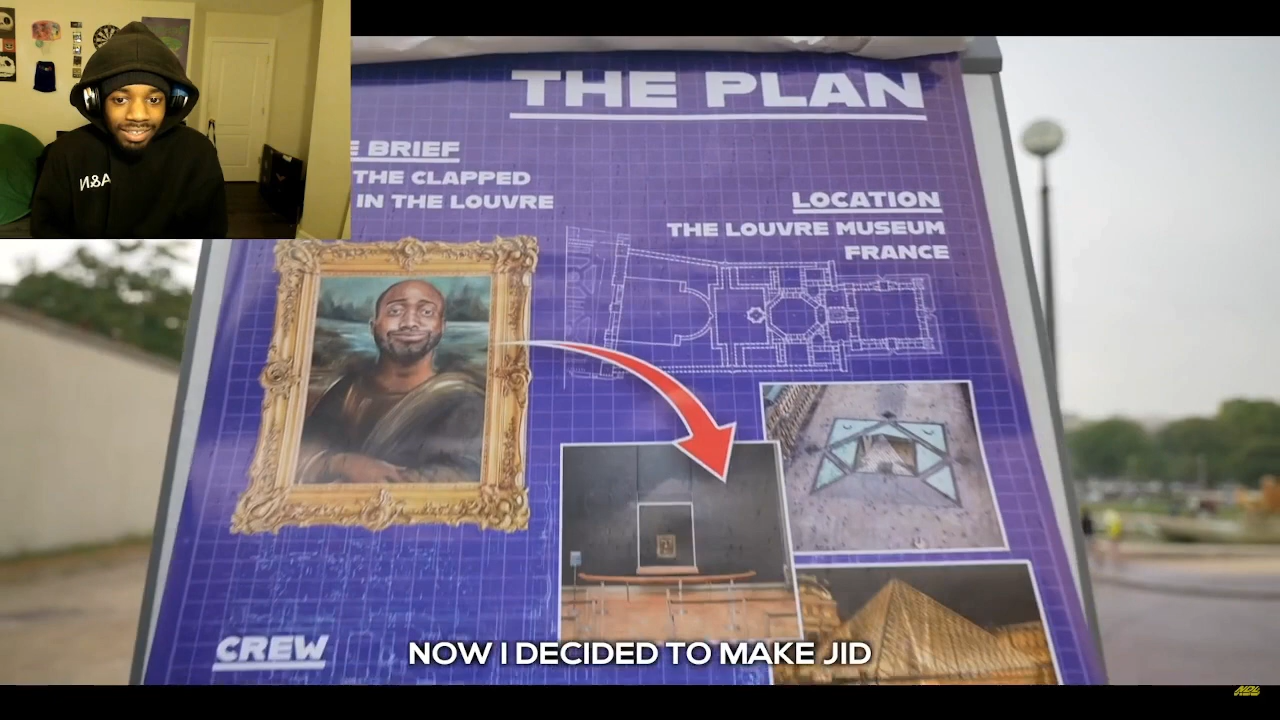 THE PLAN
E BRIEF
THE CLAPPED
IN THE LOUVRE
LOCATION
THE LOUVRE MUSEUM
FRANCE
CREW
NOW I DECIDED TO MAKE JID
N&A
NDL